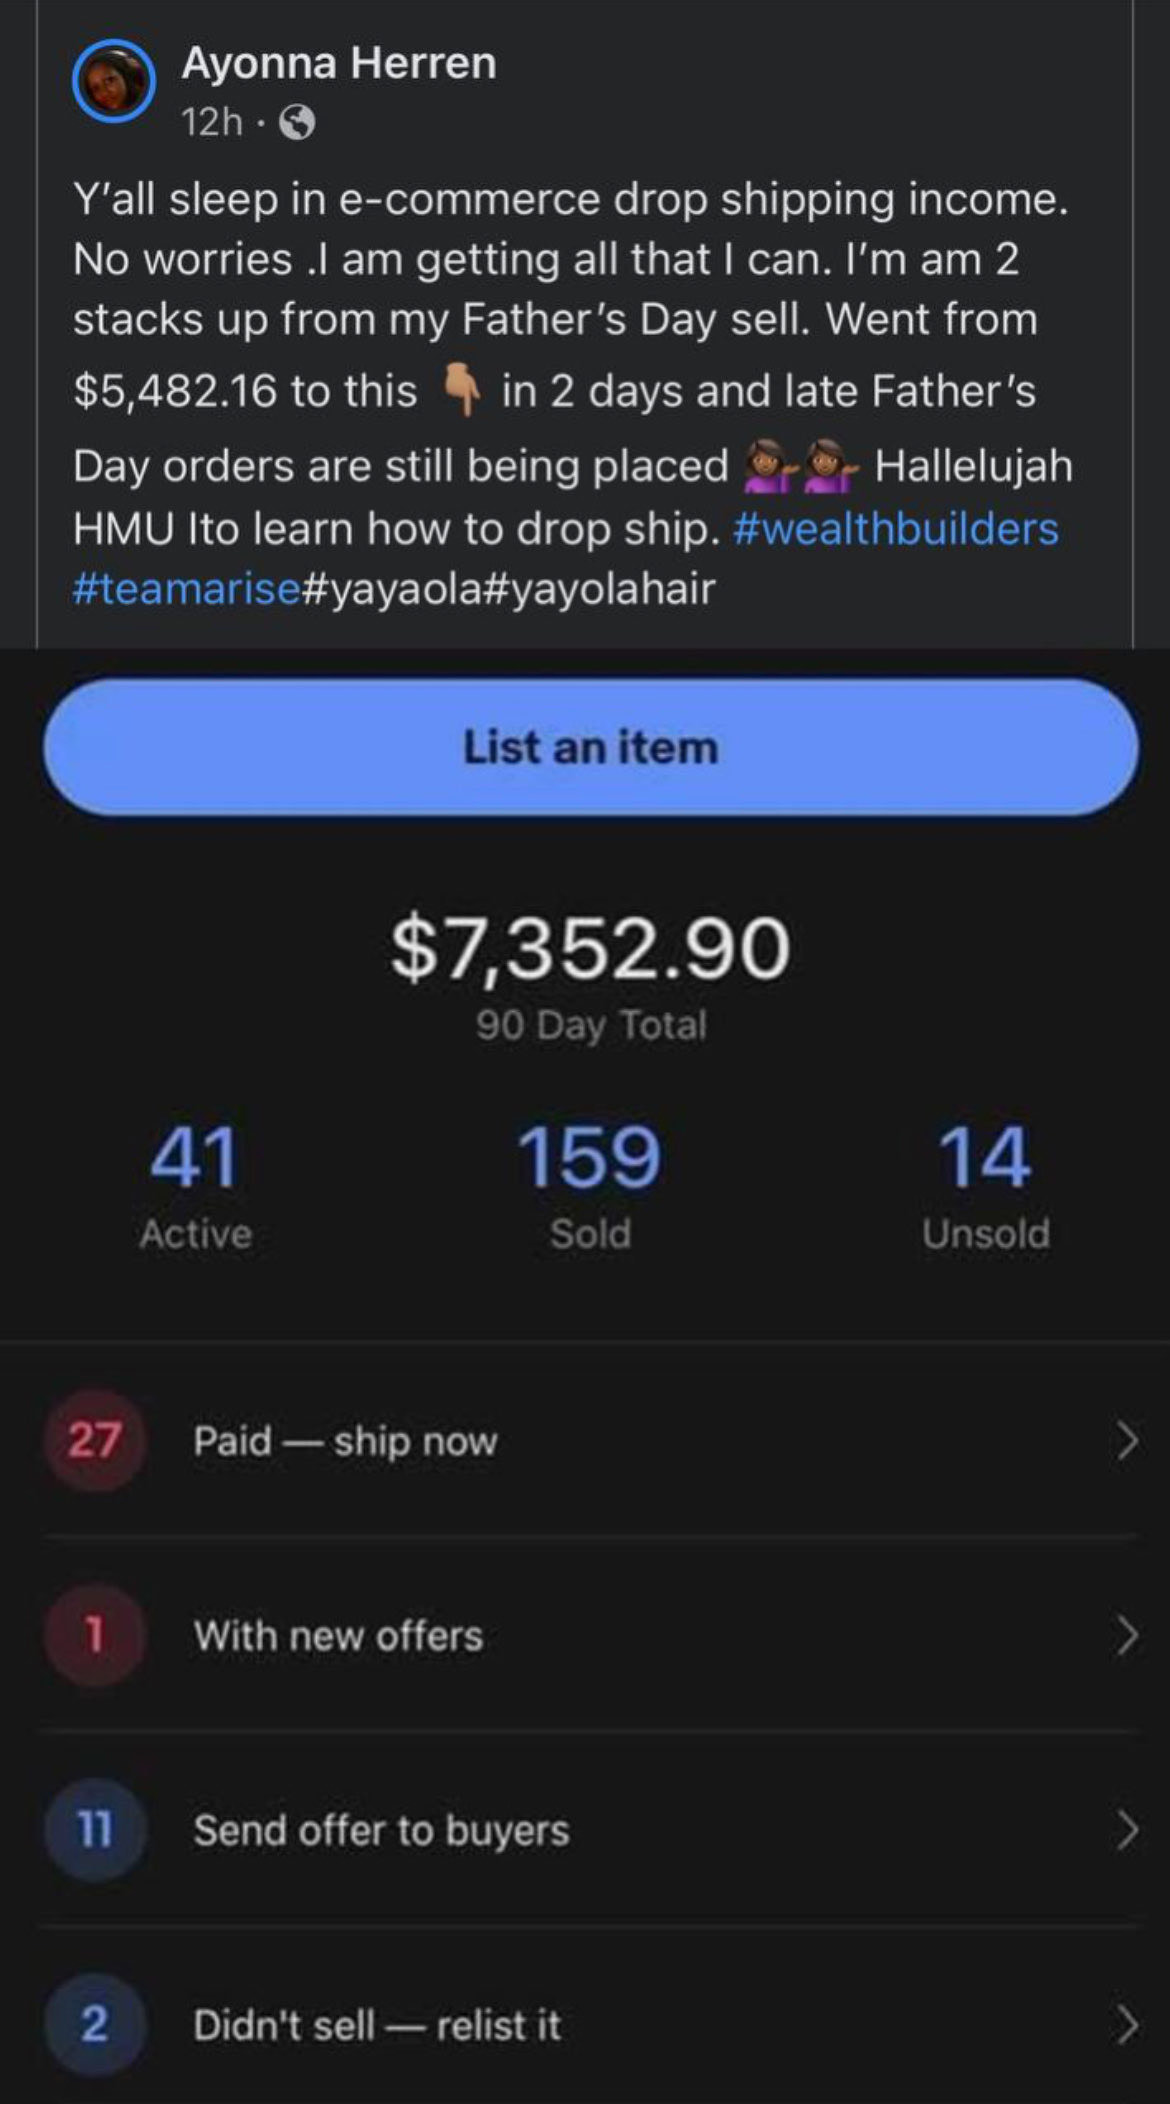 Ayonna Herren
12h ·
Y'all sleep in e-commerce drop shipping income.
No worries .I am getting all that I can. I'm am 2
stacks up from my Father's Day sell. Went from
$5,482.16 to this 👇🏽 in 2 days and late Father's
Day orders are still being placed 💁🏾‍♀️💁🏾‍♀️ Hallelujah
HMU Ito learn how to drop ship. #wealthbuilders
#teamarise#yayaola#yayolahair
List an item
$7,352.90
90 Day Total
41 159 14
Active Sold Unsold
27 Paid — ship now
1 With new offers
11 Send offer to buyers
2 Didn't sell — relist it